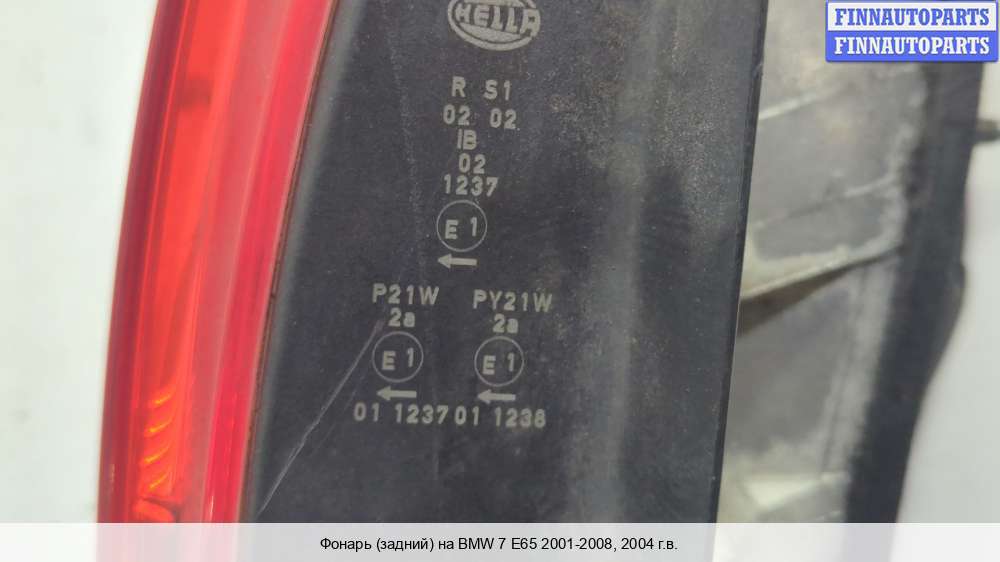 FINNAUTOPARTS
FINNAUTOPARTS
HELLA
R S1
02 02
IB
02
1237
E1
P21W PY21W
2a 2a
E1 E1
01 1237 01 1238
Фонарь (задний) на BMW 7 E65 2001-2008, 2004 г.в.